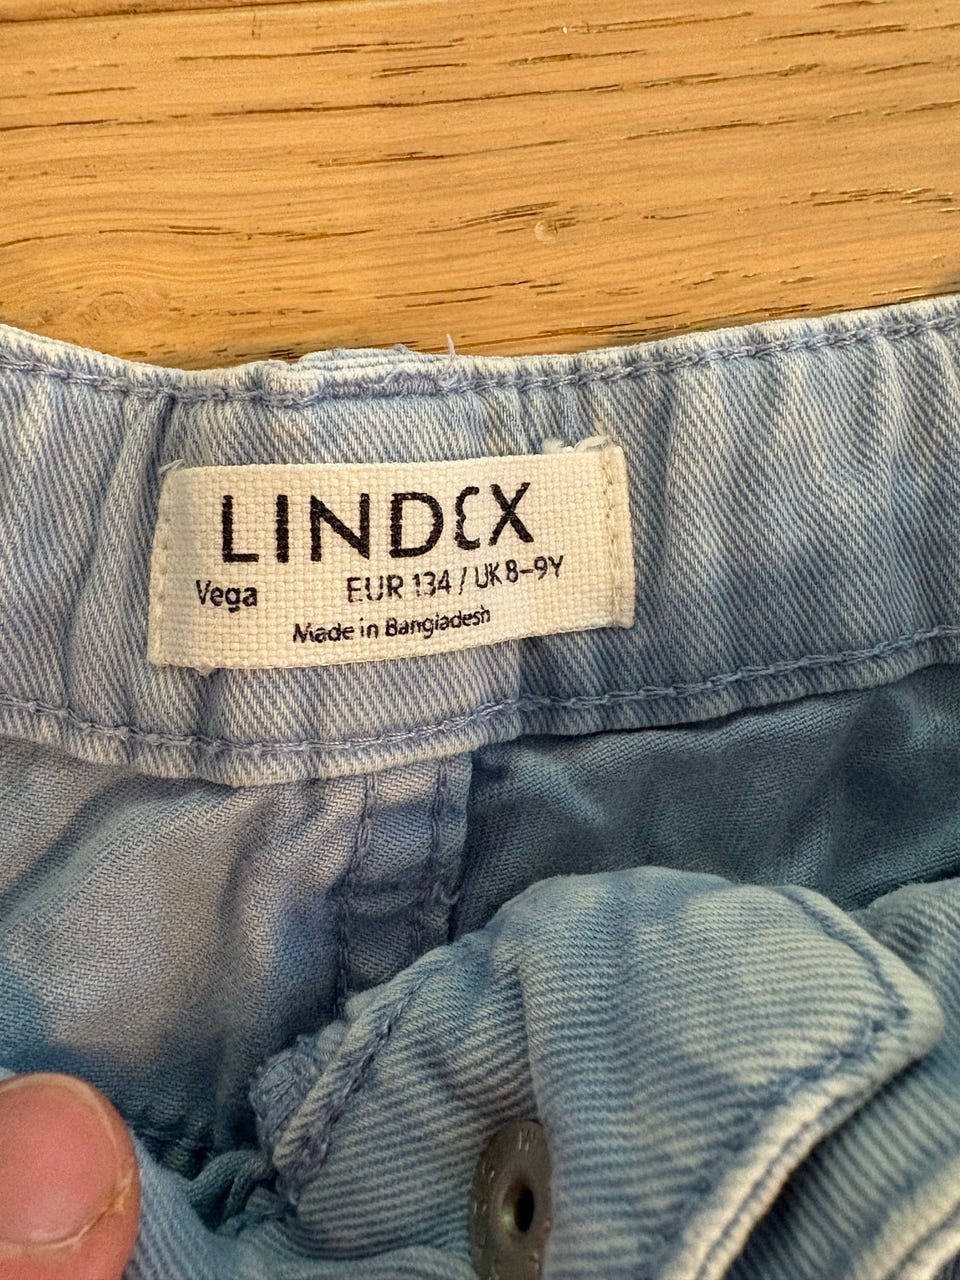 LINDEX
Vega EUR 134 / UK 8-9Y
Made in Bangladesh